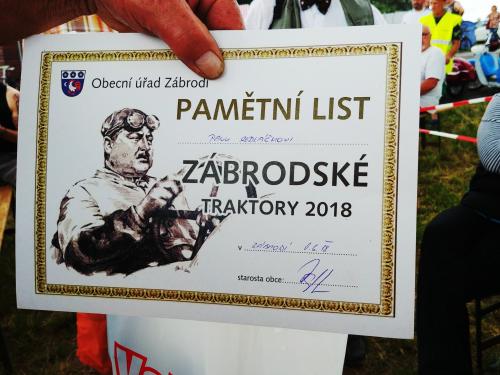 Obecní úřad Zábrodí
PAMĚTNÍ LIST
ZÁBRODSKÉ
TRAKTORY 2018
v
starosta obce: